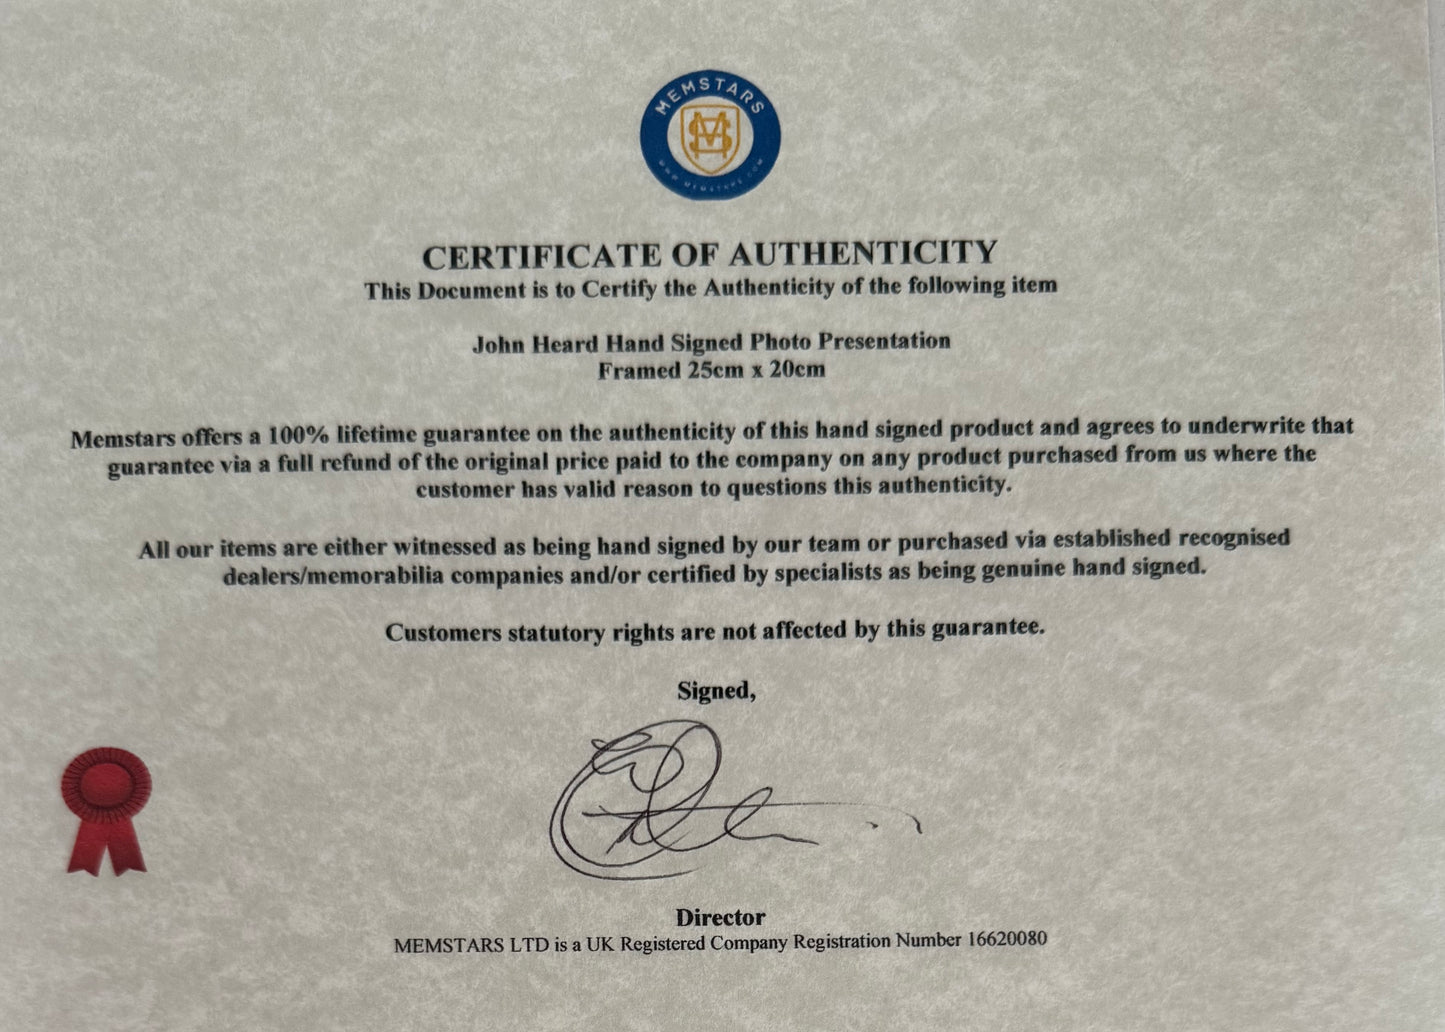 MEMSTARS
MS
WWW.MEMSTARS.COM
CERTIFICATE OF AUTHENTICITY
This Document is to Certify the Authenticity of the following item
John Heard Hand Signed Photo Presentation
Framed 25cm x 20cm
Memstars offers a 100% lifetime guarantee on the authenticity of this hand signed product and agrees to underwrite that
guarantee via a full refund of the original price paid to the company on any product purchased from us where the
customer has valid reason to questions this authenticity.
All our items are either witnessed as being hand signed by our team or purchased via established recognised
dealers/memorabilia companies and/or certified by specialists as being genuine hand signed.
Customers statutory rights are not affected by this guarantee.
Signed,
Director
MEMSTARS LTD is a UK Registered Company Registration Number 16620080